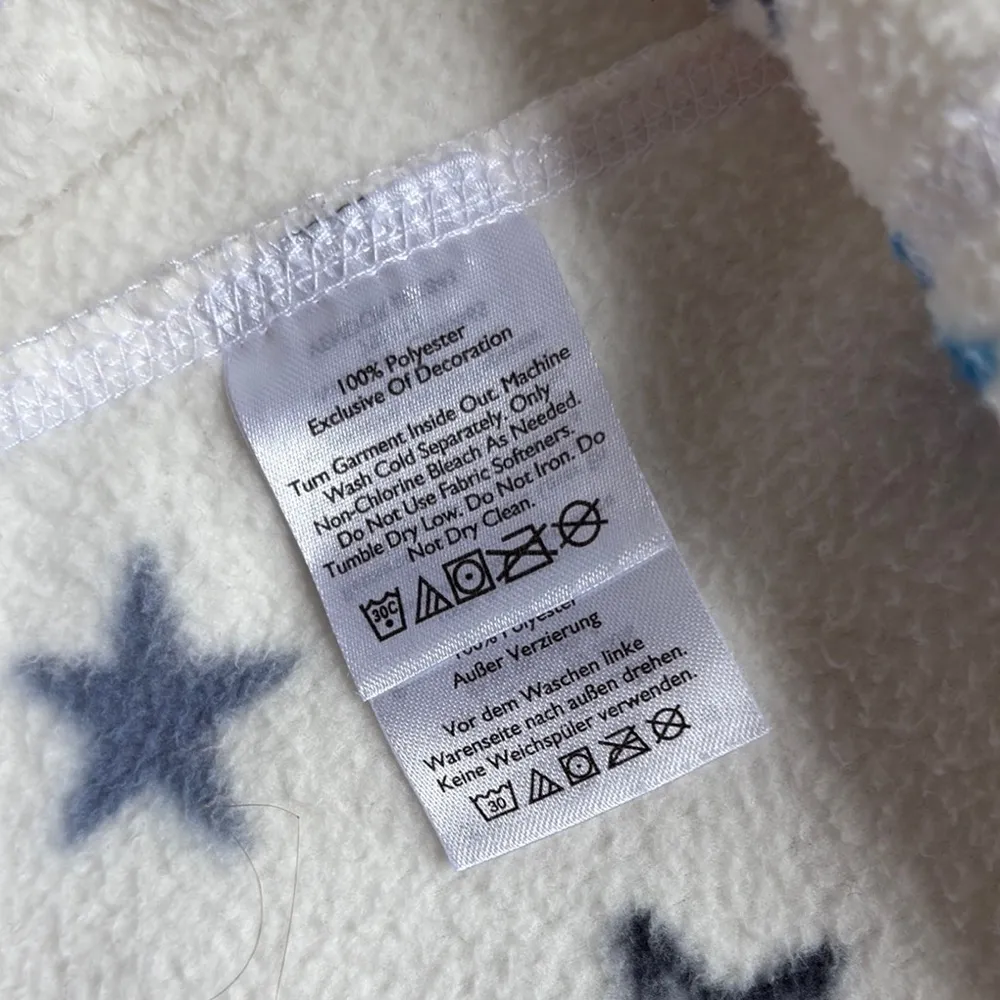 100% Polyester
Exclusive Of Decoration
Turn Garment Inside Out. Machine
Wash Cold Separately. Only
Non-Chlorine Bleach As Needed.
Do Not Use Fabric Softeners.
Tumble Dry Low. Do Not Iron. Do
Not Dry Clean.
30C
100% Polyester
Außer Verzierung
Vor dem Waschen linke
Warenseite nach außen drehen.
Keine Weichspüler verwenden.
30